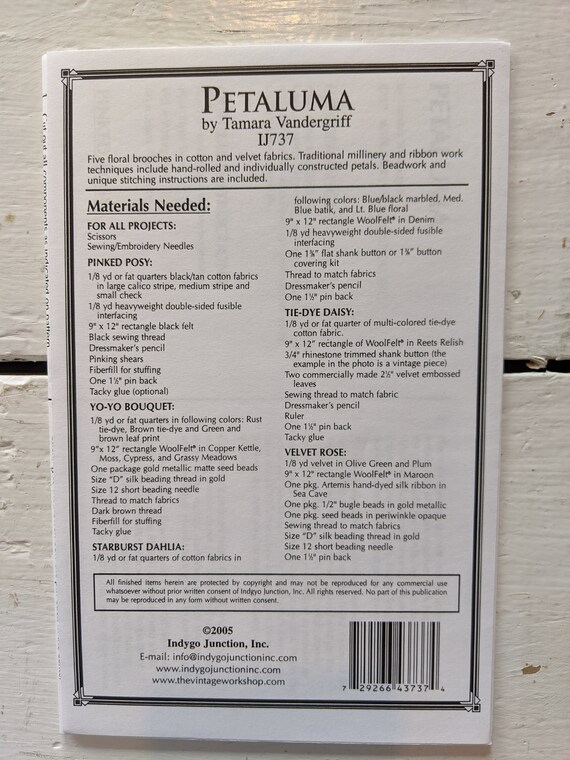 PETALUMA
by Tamara Vandergriff
IJ737
Five floral brooches in cotton and velvet fabrics. Traditional millinery and ribbon work
techniques include hand-rolled and individually constructed petals. Beadwork and
unique stitching instructions are included.
Materials Needed:
FOR ALL PROJECTS:
Scissors
Sewing/Embroidery Needles
PINKED POSY:
1/8 yd or fat quarters black/tan cotton fabrics
in large calico stripe, medium stripe and
small check
1/8 yd heavyweight double-sided fusible
interfacing
9" x 12" rectangle black felt
Black sewing thread
Dressmaker's pencil
Pinking shears
Fiberfill for stuffing
One 1½" pin back
Tacky glue (optional)
YO-YO BOUQUET:
1/8 yd or fat quarters in following colors: Rust
tie-dye, Brown tie-dye and Green and
brown leaf print
9"x 12" rectangle WoolFelt® in Copper Kettle,
Moss, Cypress, and Grassy Meadows
One package gold metallic matte seed beads
Size "D" silk beading thread in gold
Size 12 short beading needle
Thread to match fabrics
Dark brown thread
Fiberfill for stuffing
Tacky glue
STARBURST DAHLIA:
1/8 yd or fat quarters of cotton fabrics in
following colors: Blue/black marbled, Med.
Blue batik, and Lt. Blue floral
9" x 12" rectangle WoolFelt® in Denim
1/8 yd heavyweight double-sided fusible
interfacing
One 1⅜" flat shank button or 1⅜" button
covering kit
Thread to match fabrics
Dressmaker's pencil
One 1½" pin back
TIE-DYE DAISY:
1/8 yd or fat quarter of multi-colored tie-dye
cotton fabric.
9" x 12" rectangle of WoolFelt® in Reets Relish
3/4" rhinestone trimmed shank button (the
example in the photo is a vintage piece)
Two commercially made 2½" velvet embossed
leaves
Sewing thread to match fabric
Dressmaker's pencil
Ruler
One 1½" pin back
Tacky glue
VELVET ROSE:
1/8 yd velvet in Olive Green and Plum
9" x 12" rectangle WoolFelt® in Maroon
One pkg. Artemis hand-dyed silk ribbon in
Sea Cave
One pkg. 1/2" bugle beads in gold metallic
One pkg. seed beads in periwinkle opaque
Sewing thread to match fabrics
Size "D" silk beading thread in gold
Size 12 short beading needle
One 1½" pin back
All finished items herein are protected by copyright and may not be reproduced for any commercial use
whatsoever without prior written consent of Indgyo Junction, Inc. All rights reserved. No part of this publication
may be reproduced in any form without written consent.
©2005
Indygo Junction, Inc.
E-mail: info@indygojunctioninc.com
www.indygojunctioninc.com
www.thevintageworkshop.com
7 29266 43737 4